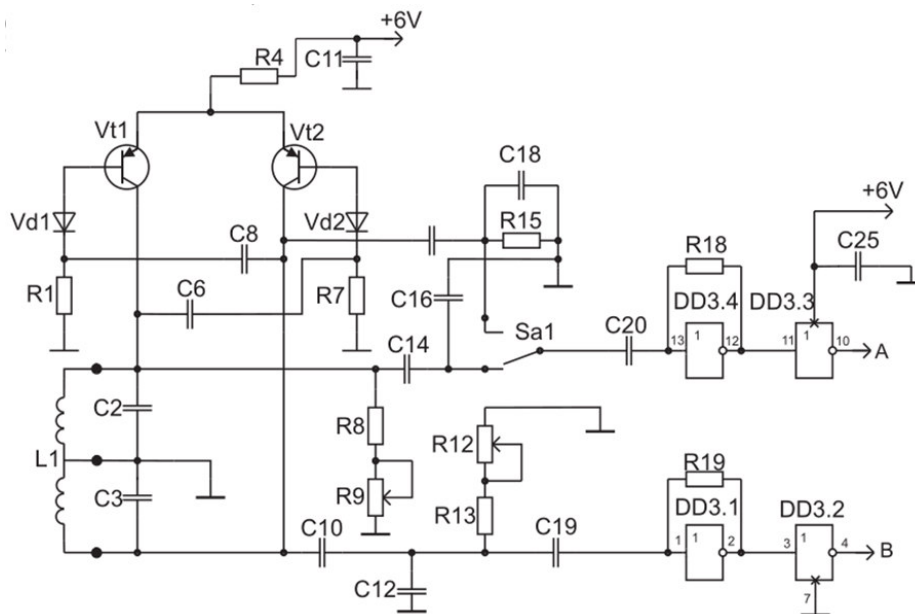 +6V
R4
C11
Vt1
Vt2
C18
Vd1
Vd2
R15
+6V
C8
R18
C25
R1
C6
R7
C16
DD3.4
DD3.3
Sa1
C20
1
1
C14
13
12
11
10
A
C2
R8
R12
L1
R19
C3
R9
R13
DD3.1
DD3.2
C10
C19
1
1
1
2
3
4
B
C12
7